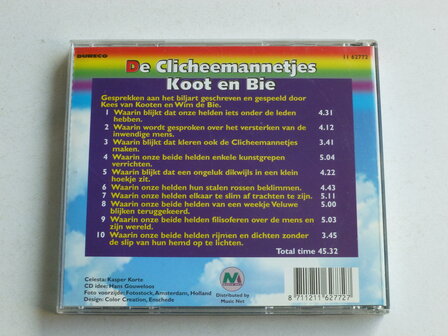 DURECO
11 62772
De Clicheemannetjes
Koot en Bie
Gesprekken aan het biljart geschreven en gespeeld door
Kees van Kooten en Wim de Bie.
1 Waarin blijkt dat onze helden iets onder de leden 4.31
hebben.
2 Waarin wordt gesproken over het versterken van de 4.12
inwendige mens.
3 Waarin blijkt dat kleren ook de Clicheemannetjes 3.41
maken.
4 Waarin onze beide helden enkele kunstgrepen 5.04
verrichten.
5 Waarin blijkt dat een ongeluk dikwijls in een klein 4.22
hoekje zit.
6 Waarin onze helden hun stalen rossen beklimmen. 4.43
7 Waarin onze helden elkaar te slim af trachten te zijn. 5.11
8 Waarin onze helden van een weekje Veluwe 5.00
blijken teruggekeerd.
9 Waarin onze beide helden filisoferen over de mens en 5.03
zijn wereld.
10 Waarin onze beide helden rijmen en dichten zonder 3.45
de slip van hun hemd op te lichten.
Total time 45.32
Celesta: Kasper Korte
CD idee: Hans Gouweloos
Foto voorzijde: Fotostock, Amsterdam, Holland
Design: Color Creation, Enschede
Distributed by
Music Net
8 711211 627727